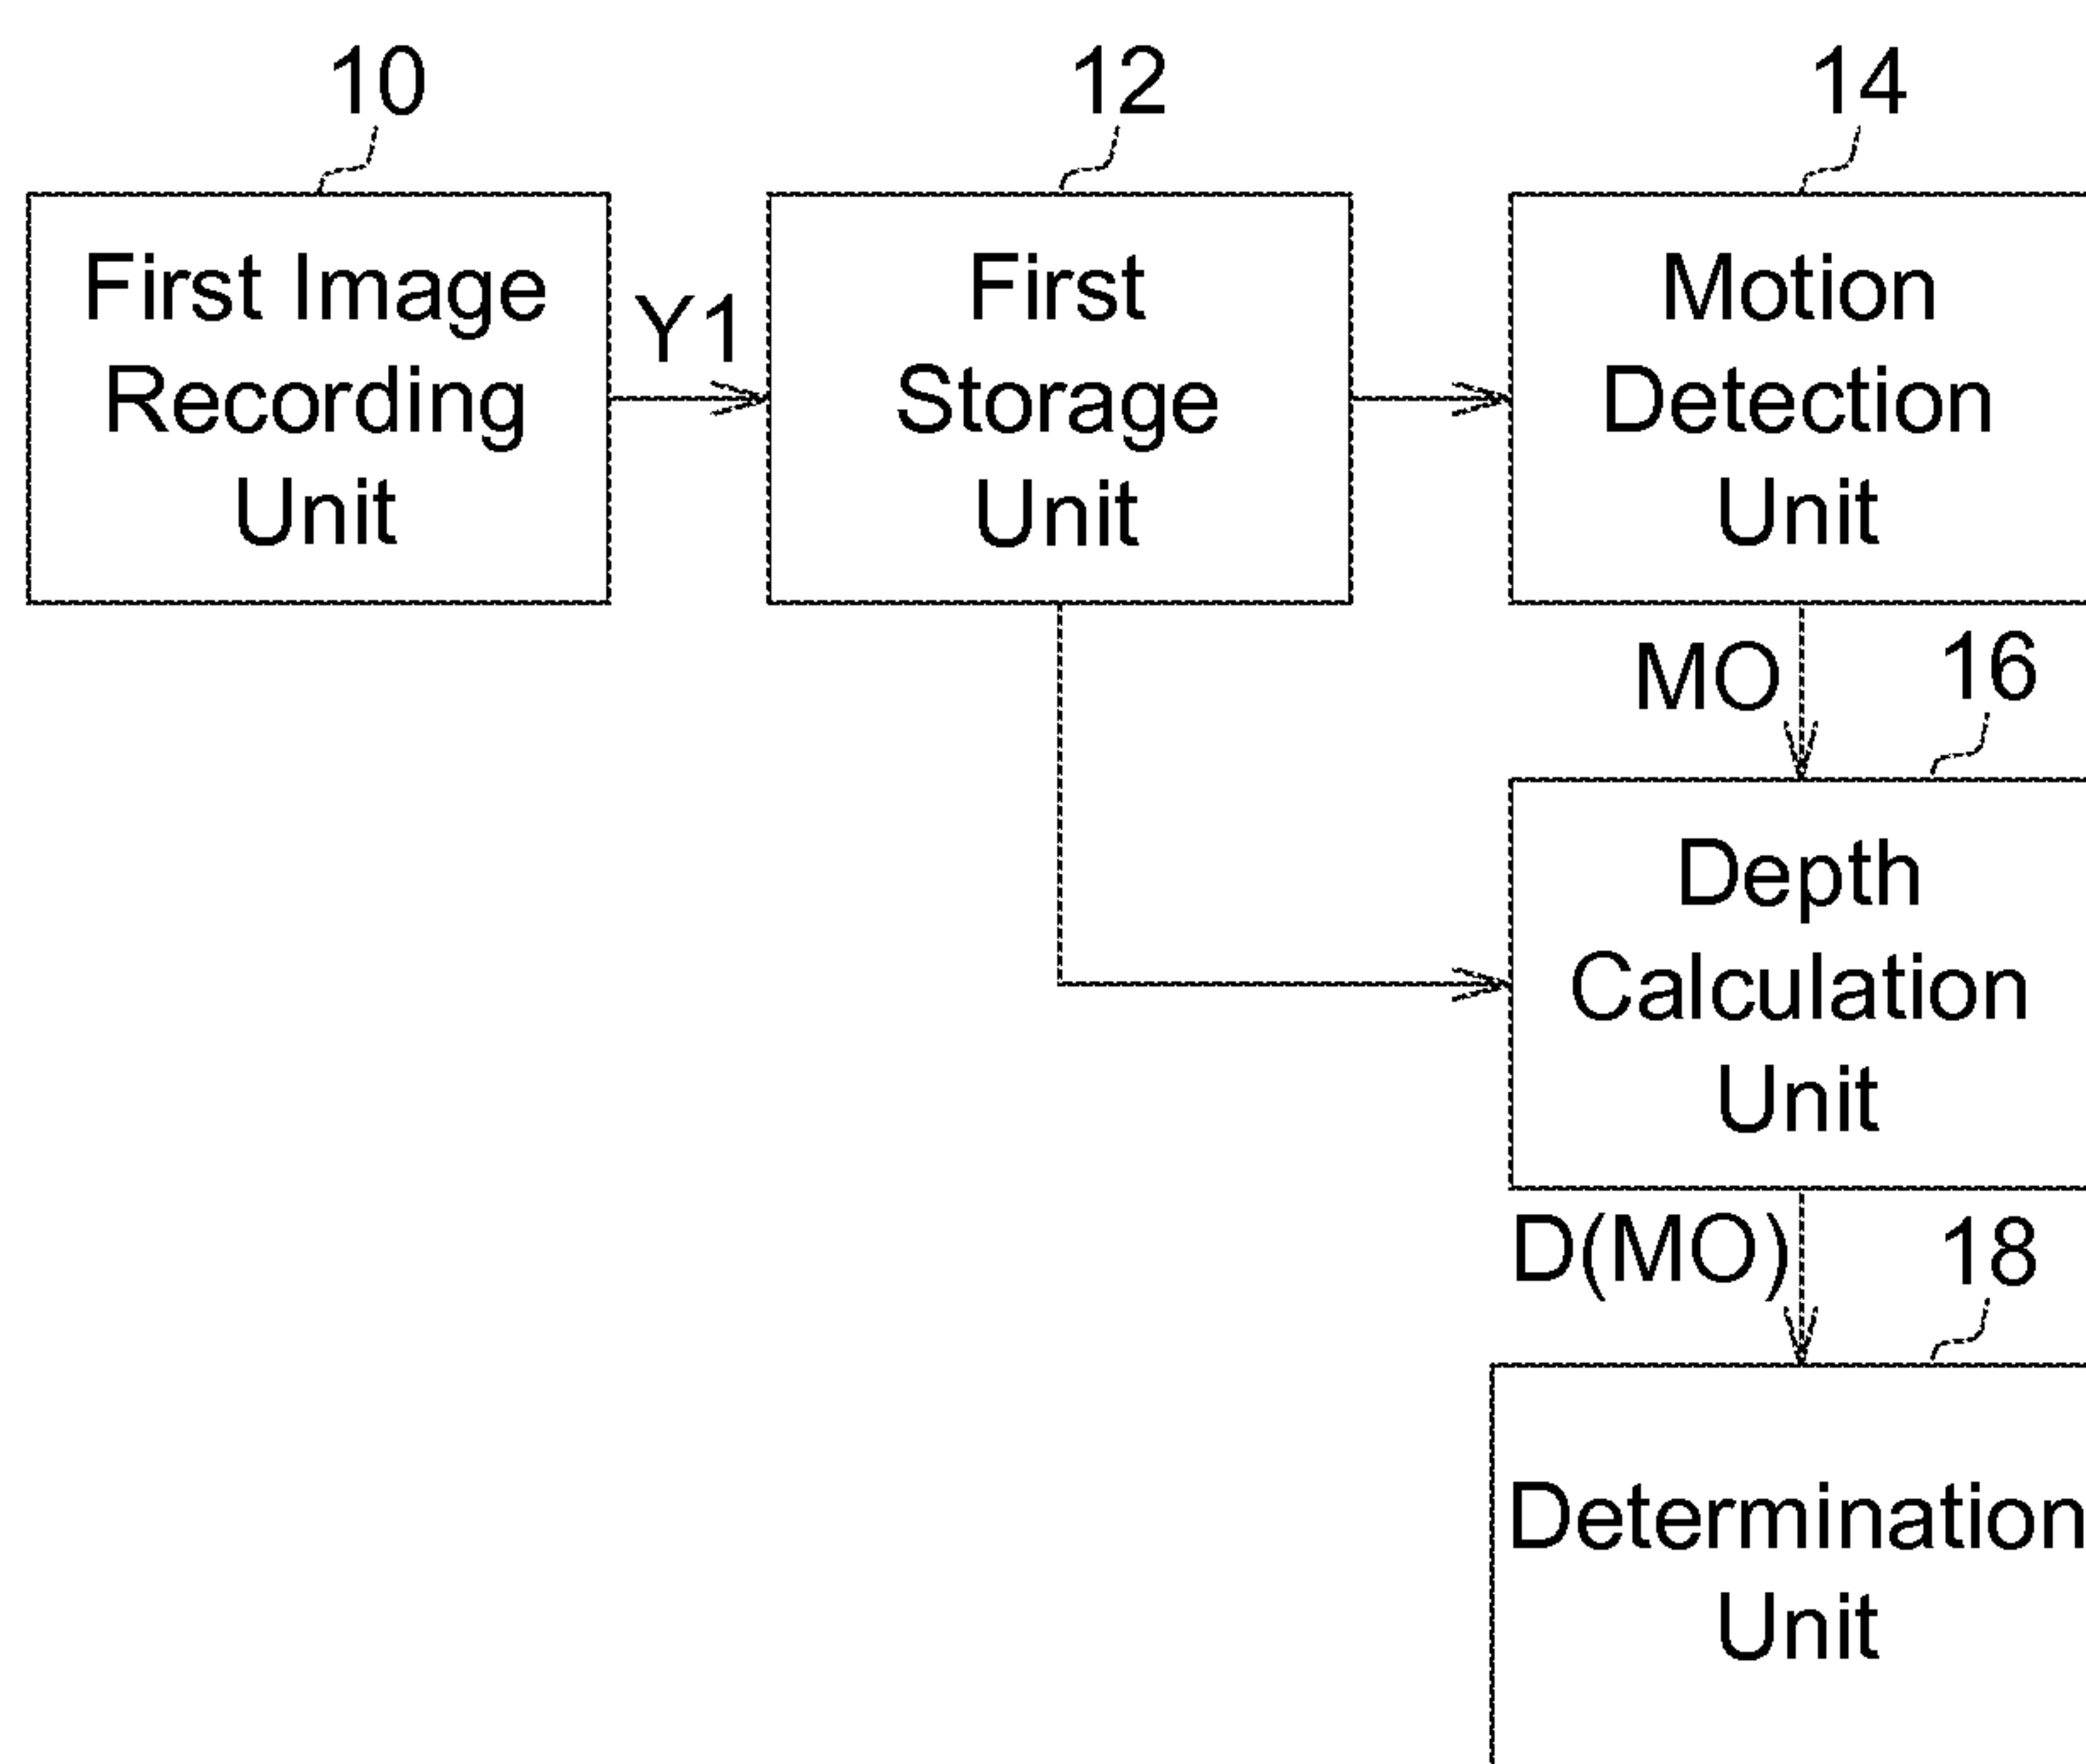 10
12
14
First Image
Recording
Unit
Y1
First
Storage
Unit
Motion
Detection
Unit
MO
16
Depth
Calculation
Unit
D(MO)
18
Determination
Unit